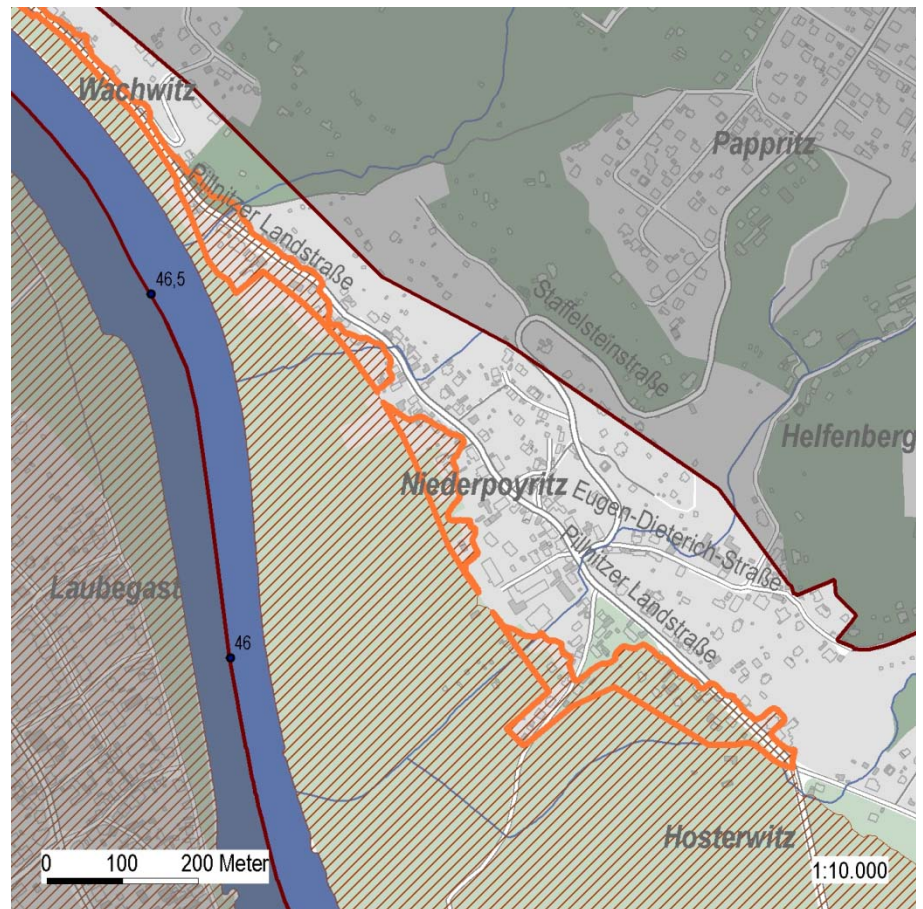 Wachwitz
Pappritz
Pillnitzer Landstraße
46,5
Staffelsteinstraße
Helfenberg
Niederpoyritz
Eugen-Dieterich-Straße
Pillnitzer Landstraße
Laubegast
46
Hosterwitz
0 100 200 Meter
1:10.000